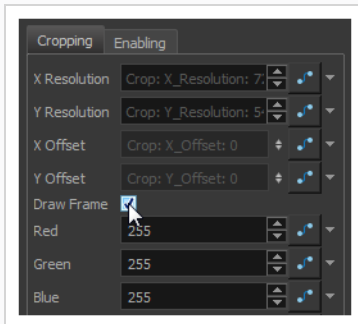 Cropping Enabling
X Resolution Crop: X_Resolution: 7
Y Resolution Crop: Y_Resolution: 5
X Offset Crop: X_Offset: 0
Y Offset Crop: Y_Offset: 0
Draw Frame
Red 255
Green 255
Blue 255